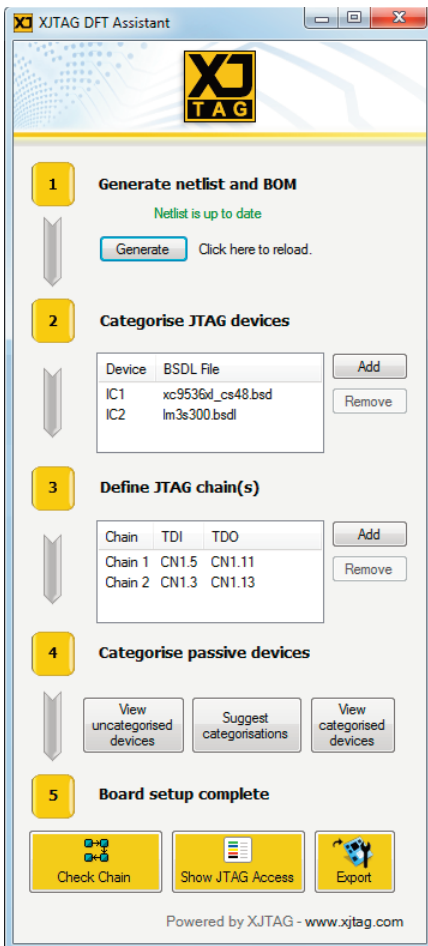 XJTAG DFT Assistant
XJ
TAG
1 Generate netlist and BOM
Netlist is up to date
Generate Click here to reload.
2 Categorise JTAG devices
Device BSDL File Add
IC1 xc9536xl_cs48.bsd Remove
IC2 lm3s300.bsdl
3 Define JTAG chain(s)
Chain TDI TDO Add
Chain 1 CN1.5 CN1.11 Remove
Chain 2 CN1.3 CN1.13
4 Categorise passive devices
View
uncategorised
devices
Suggest
categorisations
View
categorised
devices
5 Board setup complete
Check Chain Show JTAG Access Export
Powered by XJTAG - www.xjtag.com